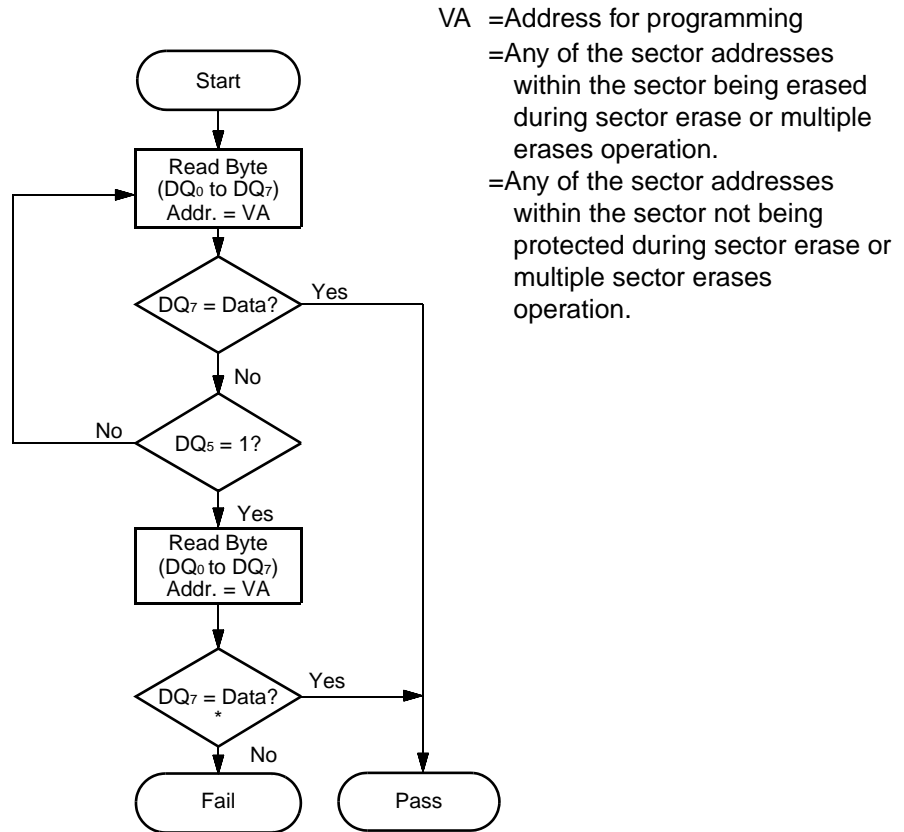 VA =Address for programming
=Any of the sector addresses
within the sector being erased
during sector erase or multiple
erases operation.
=Any of the sector addresses
within the sector not being
protected during sector erase or
multiple sector erases
operation.
Start
Read Byte
(DQ0 to DQ7)
Addr. = VA
DQ7 = Data?
Yes
No
DQ5 = 1?
No
Yes
Read Byte
(DQ0 to DQ7)
Addr. = VA
DQ7 = Data?
*
Yes
No
Fail
Pass